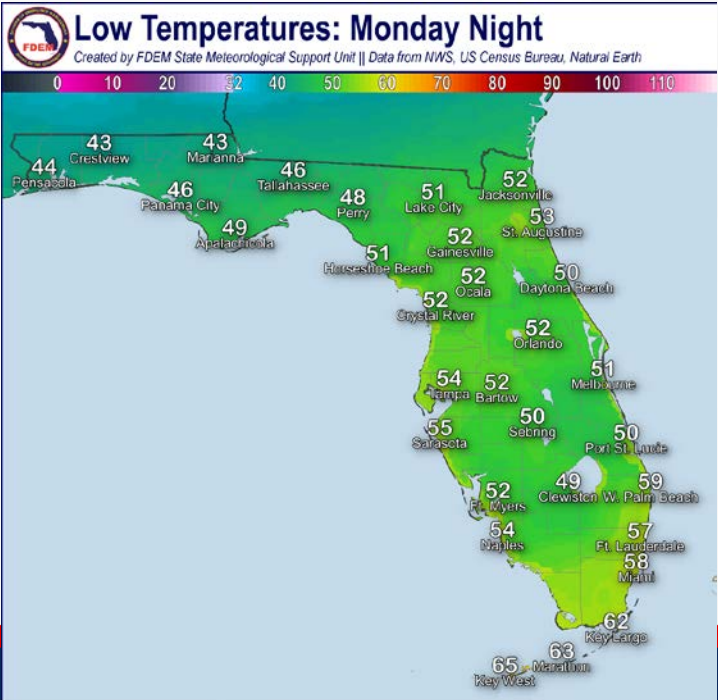 FDEM
Low Temperatures: Monday Night
Created by FDEM State Meteorological Support Unit || Data from NWS, US Census Bureau, Natural Earth
0 10 20 32 40 50 60 70 80 90 100 110
43
Crestview
43
Marianna
44
Pensacola
46
Panama City
46
Tallahassee
49
Apalachicola
48
Perry
51
Lake City
52
Jacksonville
53
St. Augustine
52
Gainesville
51
Horseshoe Beach
52
Ocala
50
Daytona Beach
52
Crystal River
52
Orlando
54
Tampa
52
Bartow
51
Melbourne
55
Sarasota
50
Sebring
50
Port St. Lucie
52
Ft. Myers
49
Clewiston
59
W. Palm Beach
54
Naples
57
Ft. Lauderdale
58
Miami
62
Key Largo
63
Marathon
65
Key West